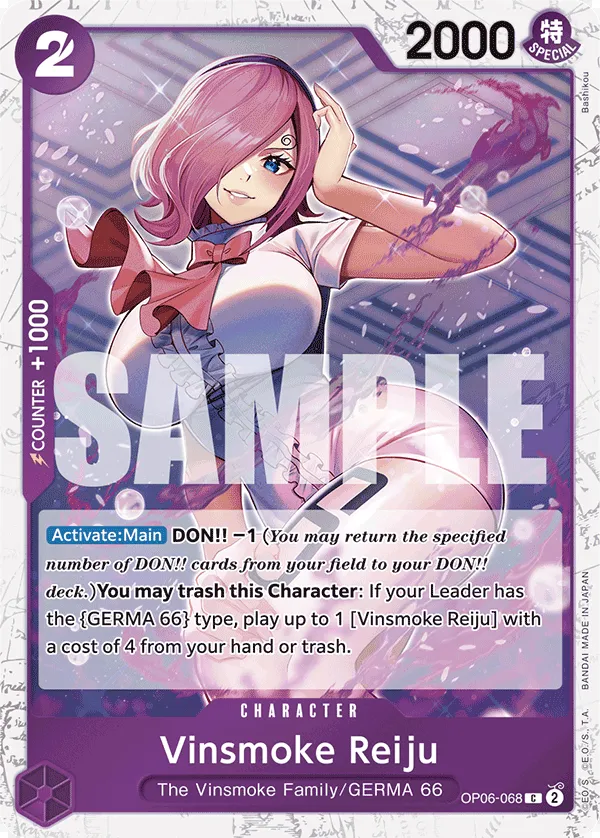 2
2000
特
SPECIAL
Bashikou
COUNTER +1000
SAMPLE
Activate:Main DON!! −1 (You may return the specified
number of DON!! cards from your field to your DON!!
deck.)You may trash this Character: If your Leader has
the {GERMA 66} type, play up to 1 [Vinsmoke Reiju] with
a cost of 4 from your hand or trash.
CHARACTER
Vinsmoke Reiju
The Vinsmoke Family/GERMA 66
OP06-068 C 2
©E.O./S. ©E.O./S.,T.A. BANDAI MADE IN JAPAN